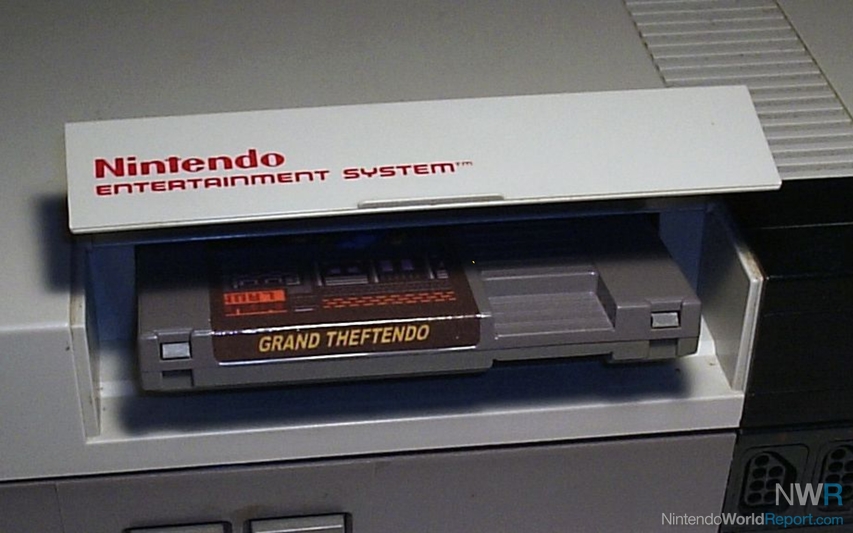 Nintendo
ENTERTAINMENT SYSTEM™
GRAND THEFTENDO
NWR
NintendoWorldReport.com